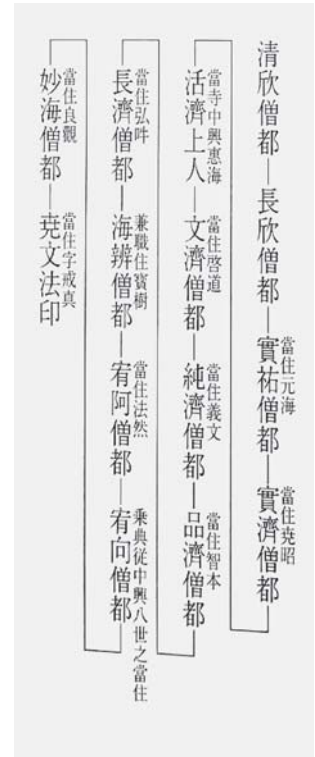 清欣僧都—長欣僧都—實祐僧都—實濟僧都
當住元海
當住尭昭
活濟上人—文濟僧都—純濟僧都—品濟僧都
當寺中興惠海
當住啓道
當住義文
當住智本
長濟僧都—海辨僧都—宥阿僧都—宥向僧都
當住弘吽
兼職住寳樹
當住法然
乗典従中興八世之當住
妙海僧都—尭文法印
當住良觀
當住字戒真